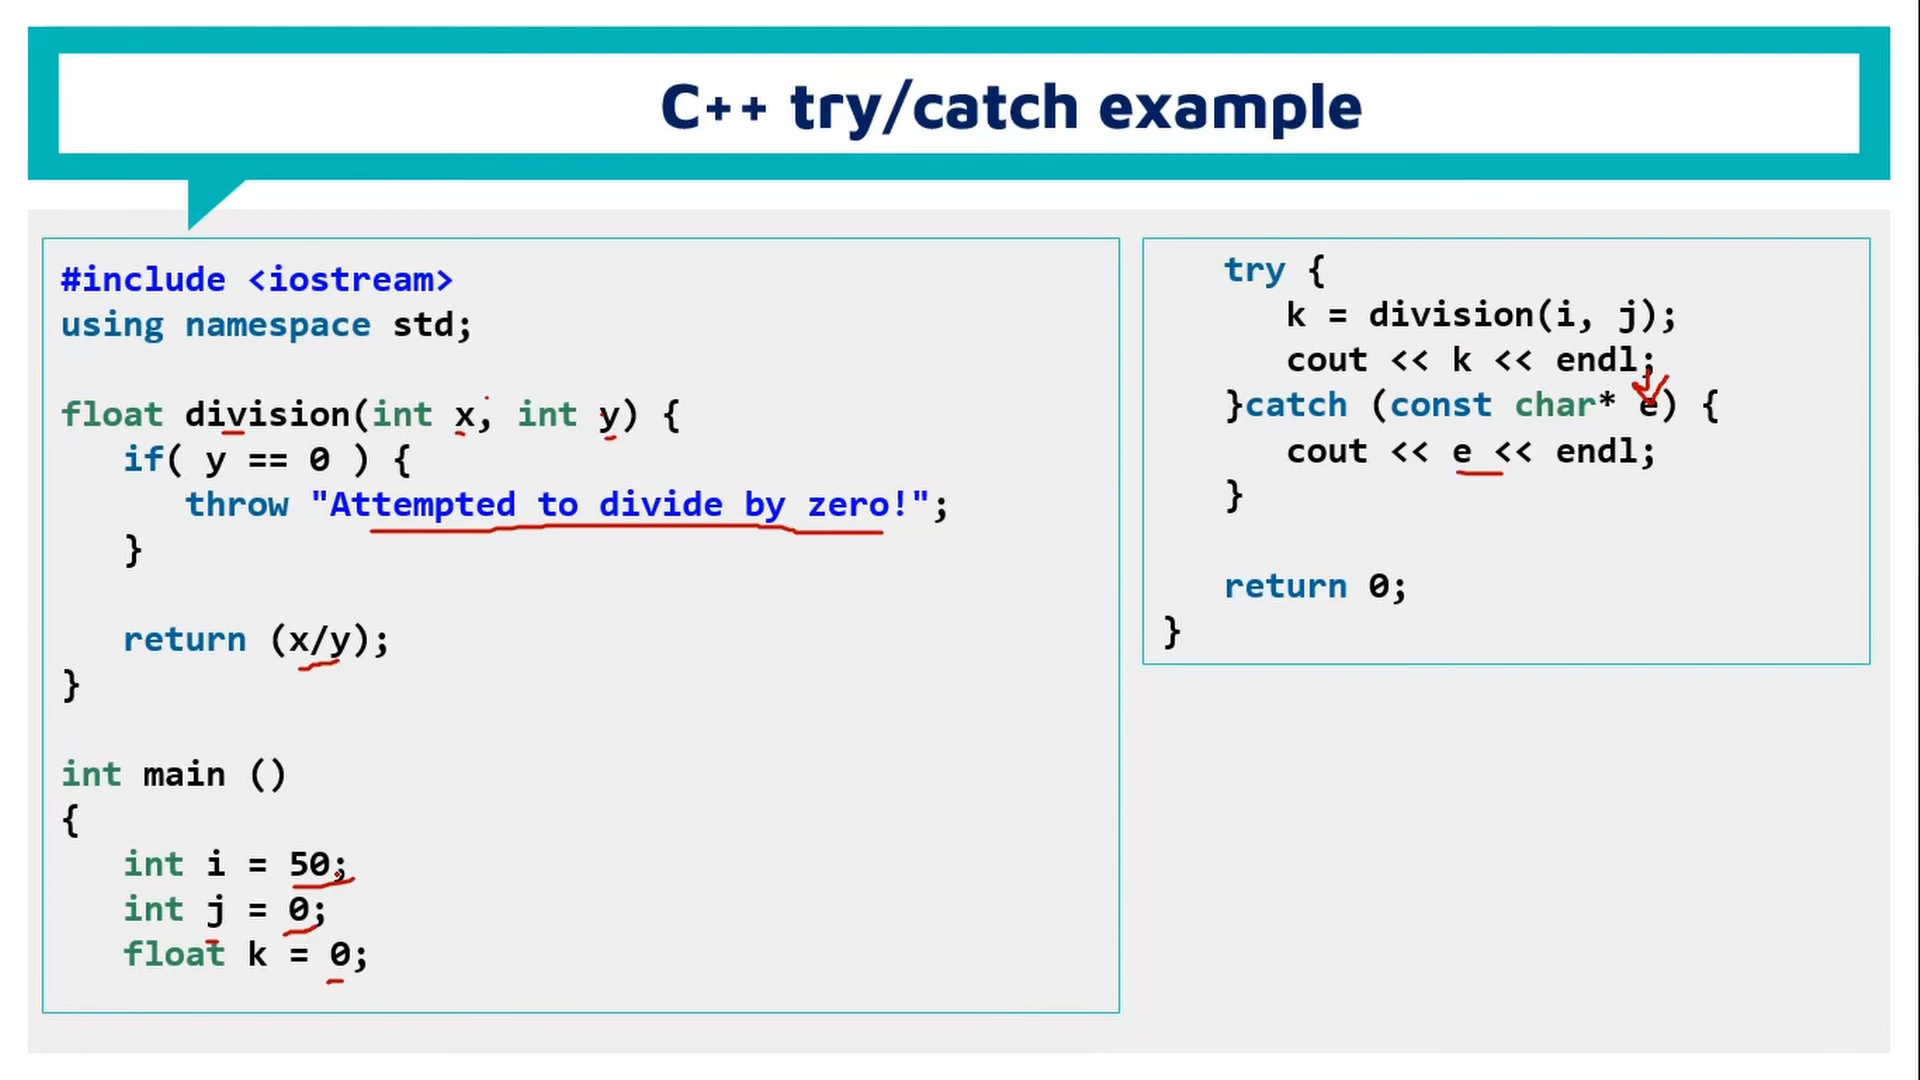 C++ try/catch example
#include <iostream>
using namespace std;
float division(int x, int y) {
if( y == 0 ) {
throw "Attempted to divide by zero!";
}
return (x/y);
}
int main ()
{
int i = 50;
int j = 0;
float k = 0;
try {
k = division(i, j);
cout << k << endl;
}catch (const char* e) {
cout << e << endl;
}
return 0;
}